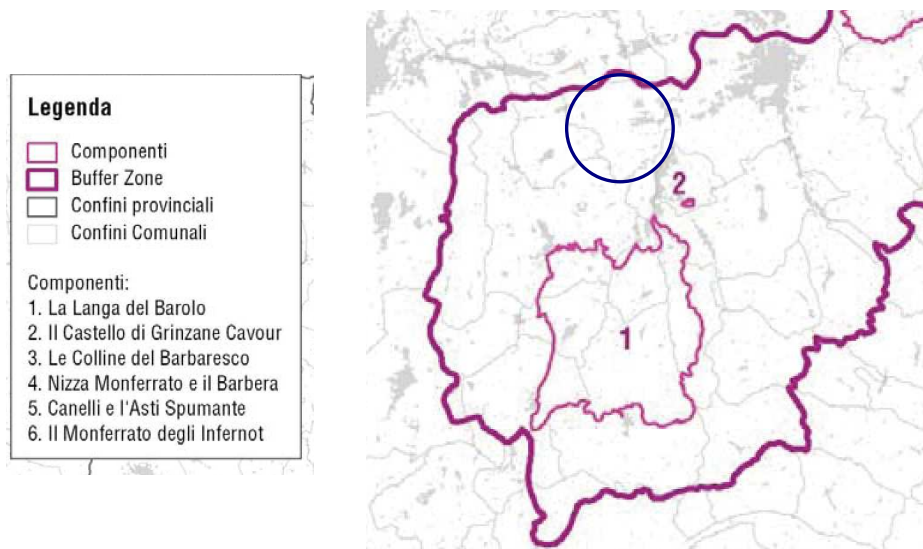 Legenda
Componenti
Buffer Zone
Confini provinciali
Confini Comunali
Componenti:
1. La Langa del Barolo
2. Il Castello di Grinzane Cavour
3. Le Colline del Barbaresco
4. Nizza Monferrato e il Barbera
5. Canelli e l'Asti Spumante
6. Il Monferrato degli Infernot
2
1